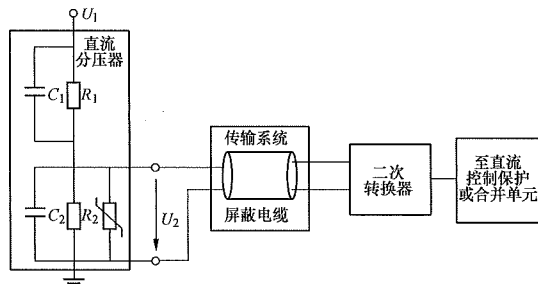 U₁
直流
分压器
C₁
R₁
C₂
R₂
U₂
传输系统
屏蔽电缆
二次
转换器
至直流
控制保护
或合并单元